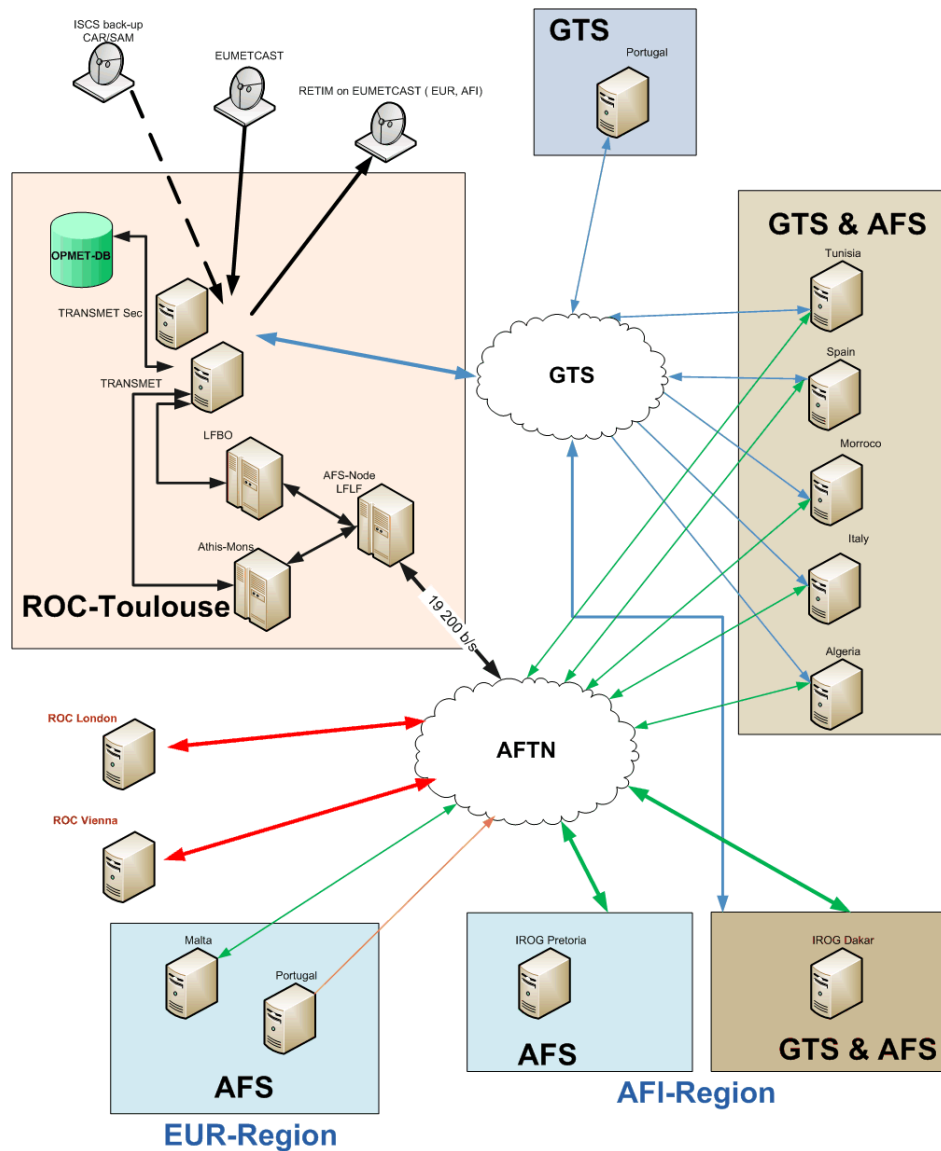 ISCS back-up
CAR/SAM
EUMETCAST
RETIM on EUMETCAST ( EUR, AFI)
GTS
Portugal
OPMET-DB
TRANSMET Sec
TRANSMET
LFBO
AFS-Node
LFLF
Athis-Mons
ROC-Toulouse
19 200 b/s
GTS
GTS & AFS
Tunisia
Spain
Morroco
Italy
Algeria
ROC London
ROC Vienna
AFTN
Malta
Portugal
AFS
EUR-Region
IROG Pretoria
AFS
IROG Dakar
GTS & AFS
AFI-Region